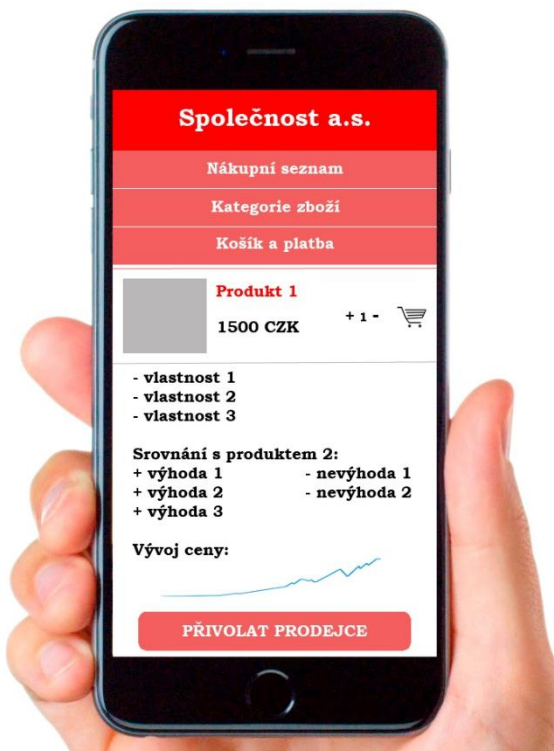 Společnost a.s.
Nákupní seznam
Kategorie zboží
Košík a platba
Produkt 1
1500 CZK
+ 1 -
- vlastnost 1
- vlastnost 2
- vlastnost 3
Srovnání s produktem 2:
+ výhoda 1 - nevýhoda 1
+ výhoda 2 - nevýhoda 2
+ výhoda 3
Vývoj ceny:
PŘIVOLAT PRODEJCE